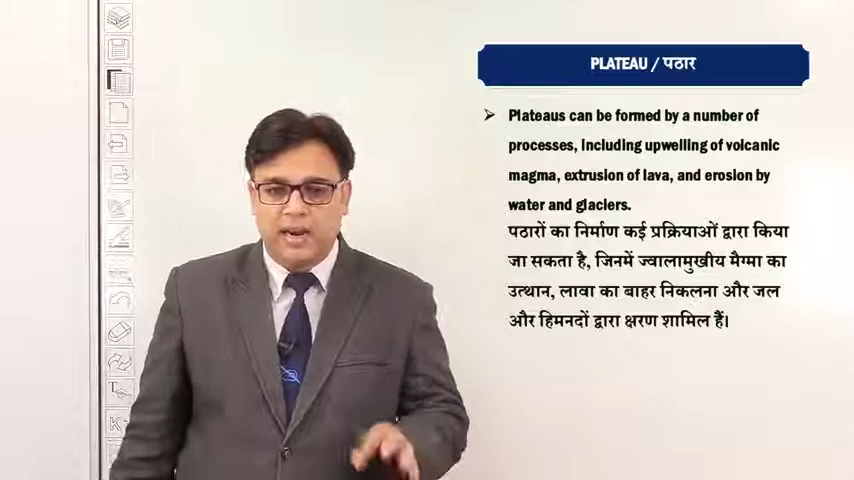 PLATEAU / पठार
➢ Plateaus can be formed by a number of
processes, including upwelling of volcanic
magma, extrusion of lava, and erosion by
water and glaciers.
पठारों का निर्माण कई प्रक्रियाओं द्वारा किया
जा सकता है, जिनमें ज्वालामुखीय मैग्मा का
उत्थान, लावा का बाहर निकलना और जल
और हिमनदों द्वारा क्षरण शामिल हैं।